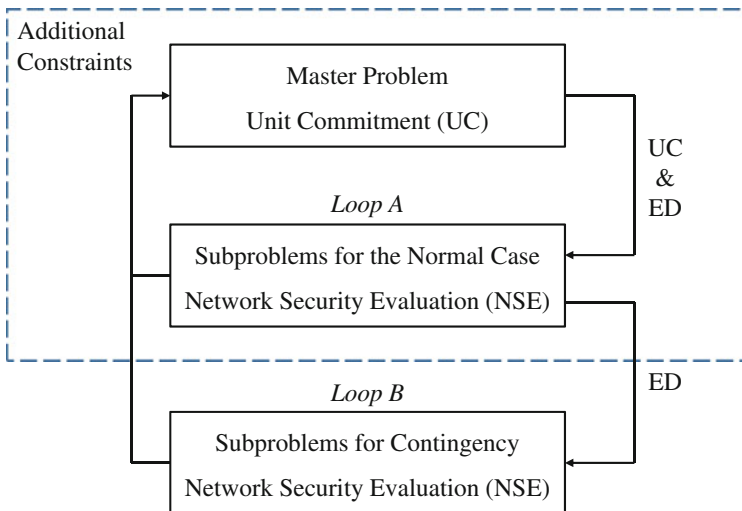 Additional
Constraints
Master Problem
Unit Commitment (UC)
UC
&
ED
Loop A
Subproblems for the Normal Case
Network Security Evaluation (NSE)
ED
Loop B
Subproblems for Contingency
Network Security Evaluation (NSE)